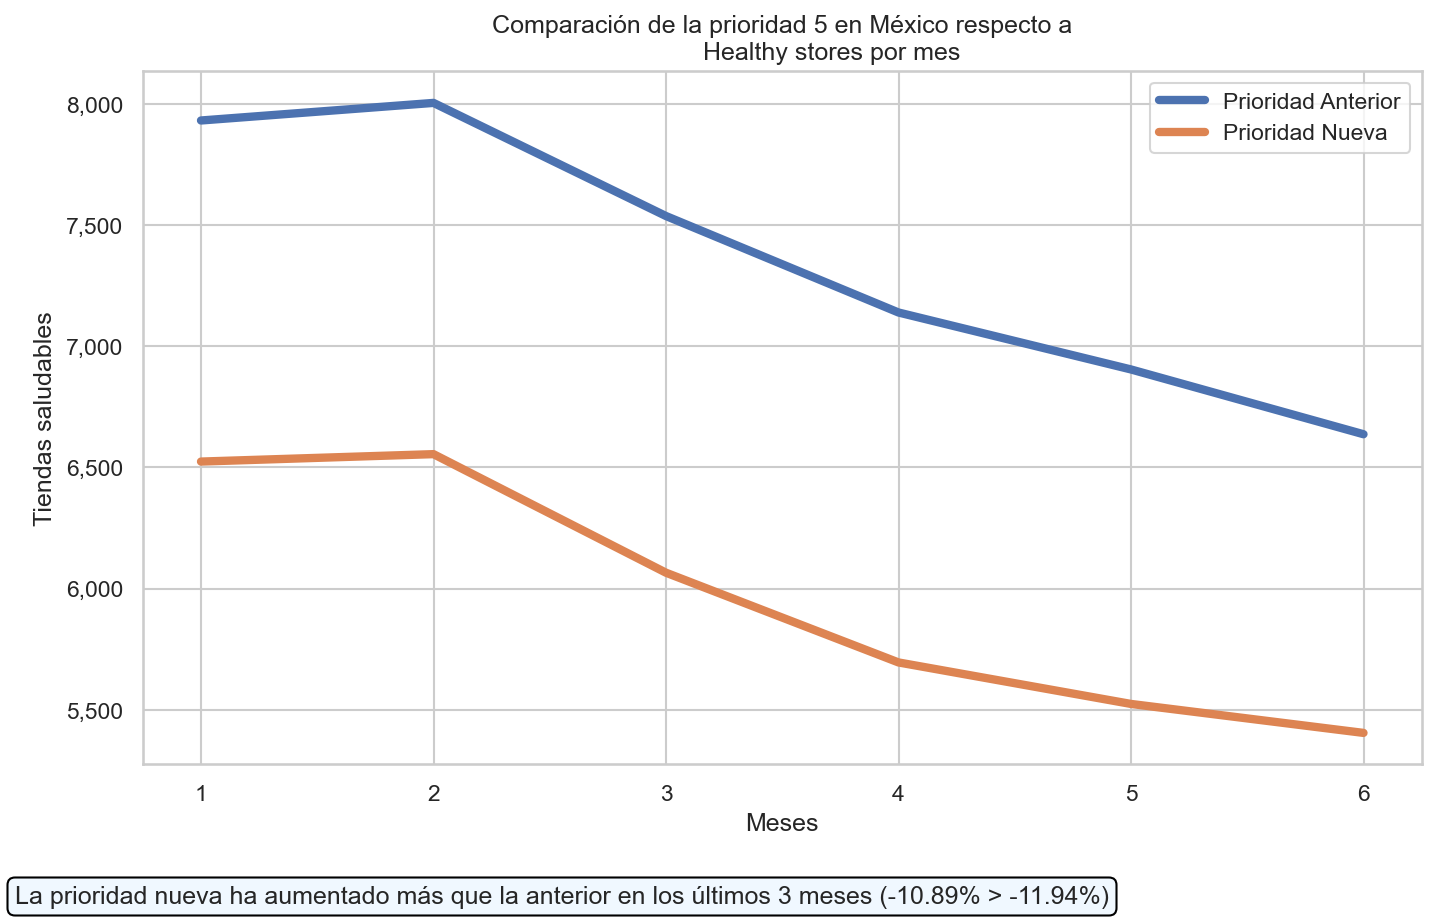 Comparación de la prioridad 5 en México respecto a
Healthy stores por mes
Prioridad Anterior
Prioridad Nueva
Tiendas saludables
8,000
7,500
7,000
6,500
6,000
5,500
1 2 3 4 5 6
Meses
La prioridad nueva ha aumentado más que la anterior en los últimos 3 meses (-10.89% > -11.94%)